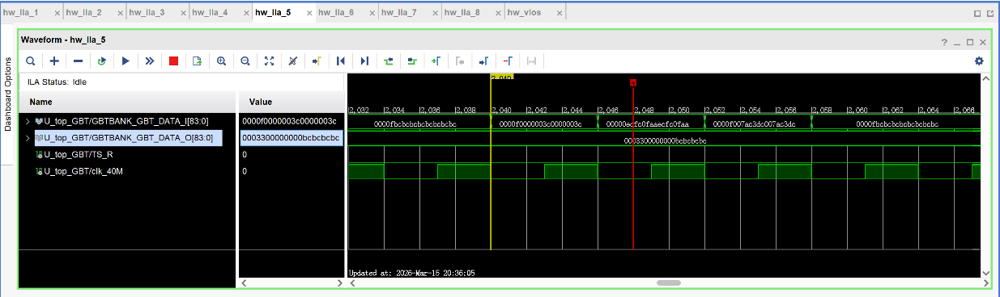 hw_ila_1 hw_ila_2 hw_ila_3 hw_ila_4 hw_ila_5 hw_ila_6 hw_ila_7 hw_ila_8 hw_vios
Dashboard Options
Waveform - hw_ila_5
ILA Status: Idle
2,040
Name Value
2,032 2,034 2,036 2,038 2,040 2,042 2,044 2,046 2,048 2,050 2,052 2,054 2,056 2,058 2,060 2,062 2,064 2,066
U_top_GBT/GBTBANK_GBT_DATA_I[83:0] 0000f0000003c0000003c 0000fbcbcbcbcbcbcbcbc 0000f0000003c0000003c 0000f007ac3dc007ac3dc 0000fbcbcbcbcbcbcbcbc
U_top_GBT/GBTBANK_GBT_DATA_O[83:0] 0003300000000bcbcbcbc 0003300000000bcbcbcbc
U_top_GBT/TS_R 0
U_top_GBT/clk_40M 0
Updated at: 2026-Mar-15 20:36:05